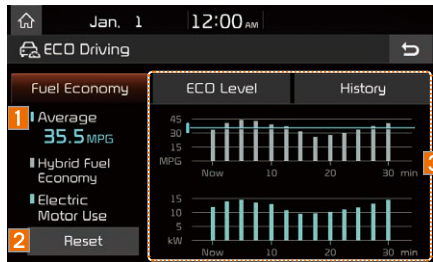 Jan. 1 12:00 AM
ECO Driving
Fuel Economy
ECO Level
History
1
Average
35.5 MPG
Hybrid Fuel
Economy
Electric
Motor Use
2
Reset
45
30
15
MPG
Now 10 20 30 min
3
15
10
5
kW
Now 10 20 30 min